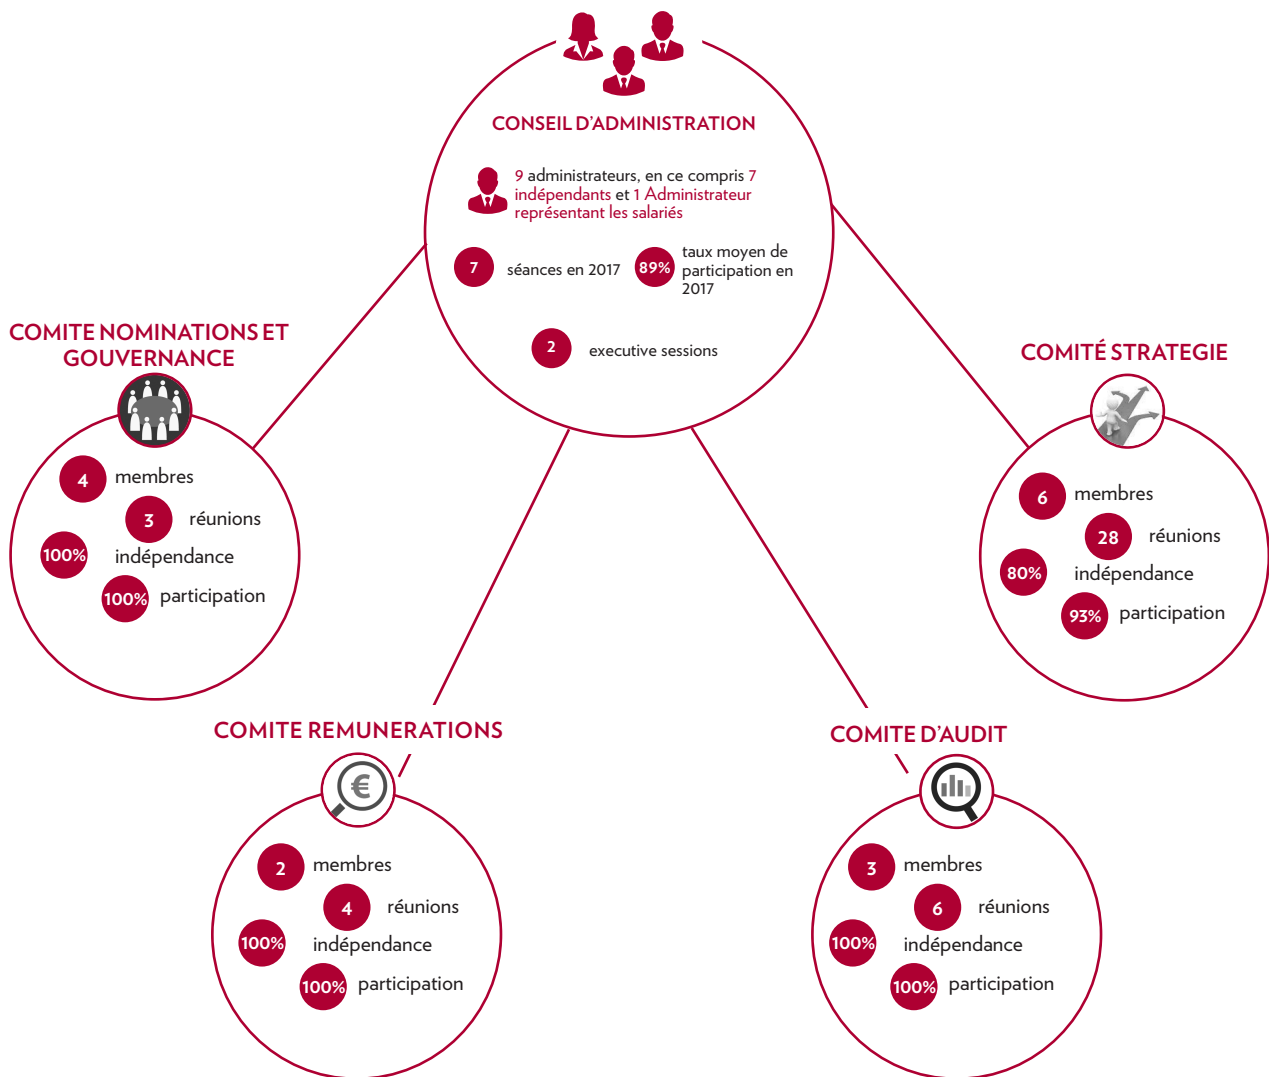 CONSEIL D'ADMINISTRATION
9 administrateurs, en ce compris 7
indépendants et 1 Administrateur
représentant les salariés
7 séances en 2017
89% taux moyen de
participation en
2017
2 executive sessions
COMITE NOMINATIONS ET
GOUVERNANCE
4 membres
3 réunions
100% indépendance
100% participation
COMITÉ STRATEGIE
6 membres
28 réunions
80% indépendance
93% participation
COMITE REMUNERATIONS
€
2 membres
4 réunions
100% indépendance
100% participation
COMITE D'AUDIT
3 membres
6 réunions
100% indépendance
100% participation